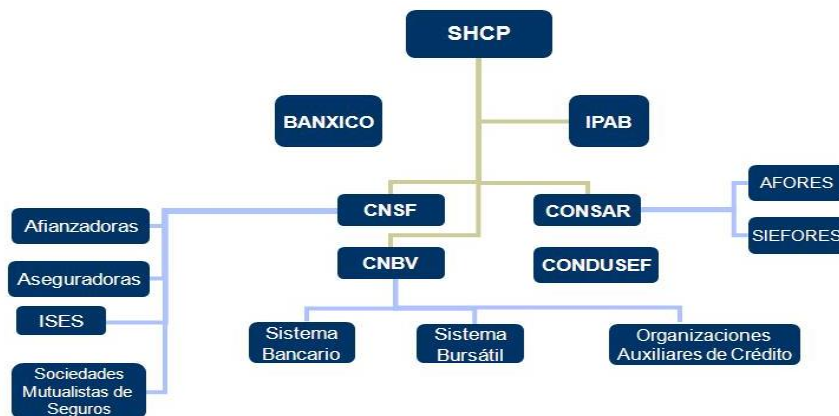 SHCP
BANXICO
IPAB
CNSF
CONSAR
AFORES
SIEFORES
Afianzadoras
Aseguradoras
ISES
Sociedades
Mutualistas de
Seguros
CNBV
CONDUSEF
Sistema
Bancario
Sistema
Bursátil
Organizaciones
Auxiliares de Crédito